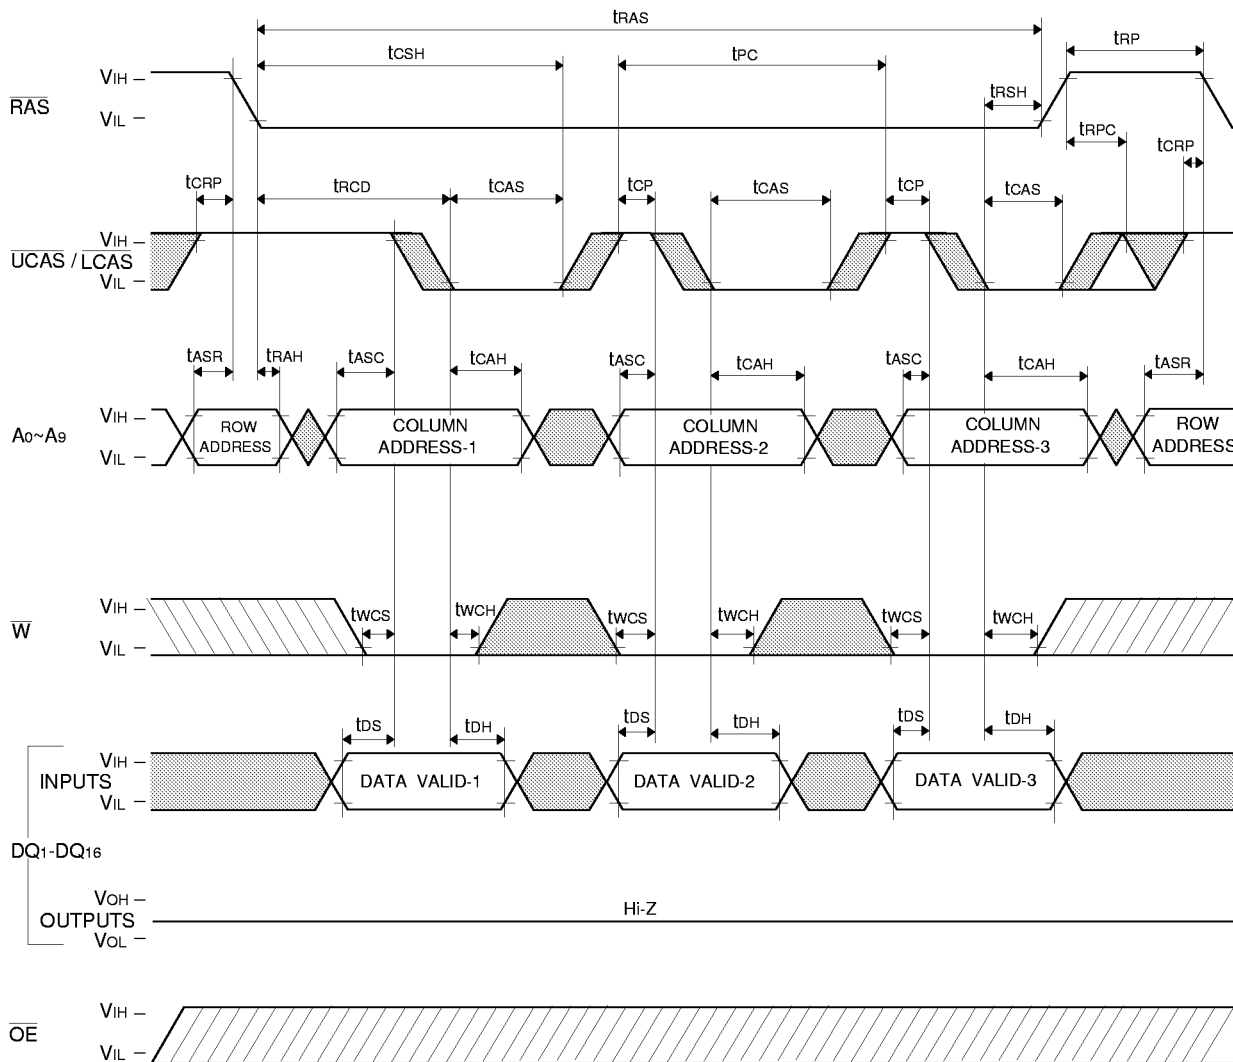 tRAS
tCSH tPC tRP
VIH
RAS
VIL
tRSH
tRPC
tCRP
tCRP tRCD tCAS tCP tCAS tCP tCAS
VIH
UCAS / LCAS
VIL
tASR tRAH tASC tCAH tASC tCAH tASC tCAH tASR
VIH
A0~A9
VIL
ROW ADDRESS
COLUMN ADDRESS-1
COLUMN ADDRESS-2
COLUMN ADDRESS-3
ROW ADDRESS
VIH
W
VIL
tWCS tWCH tWCS tWCH tWCS tWCH
tDS tDH tDS tDH tDS tDH
VIH
INPUTS
VIL
DATA VALID-1 DATA VALID-2 DATA VALID-3
DQ1-DQ16
VOH
OUTPUTS
VOL
Hi-Z
VIH
OE
VIL